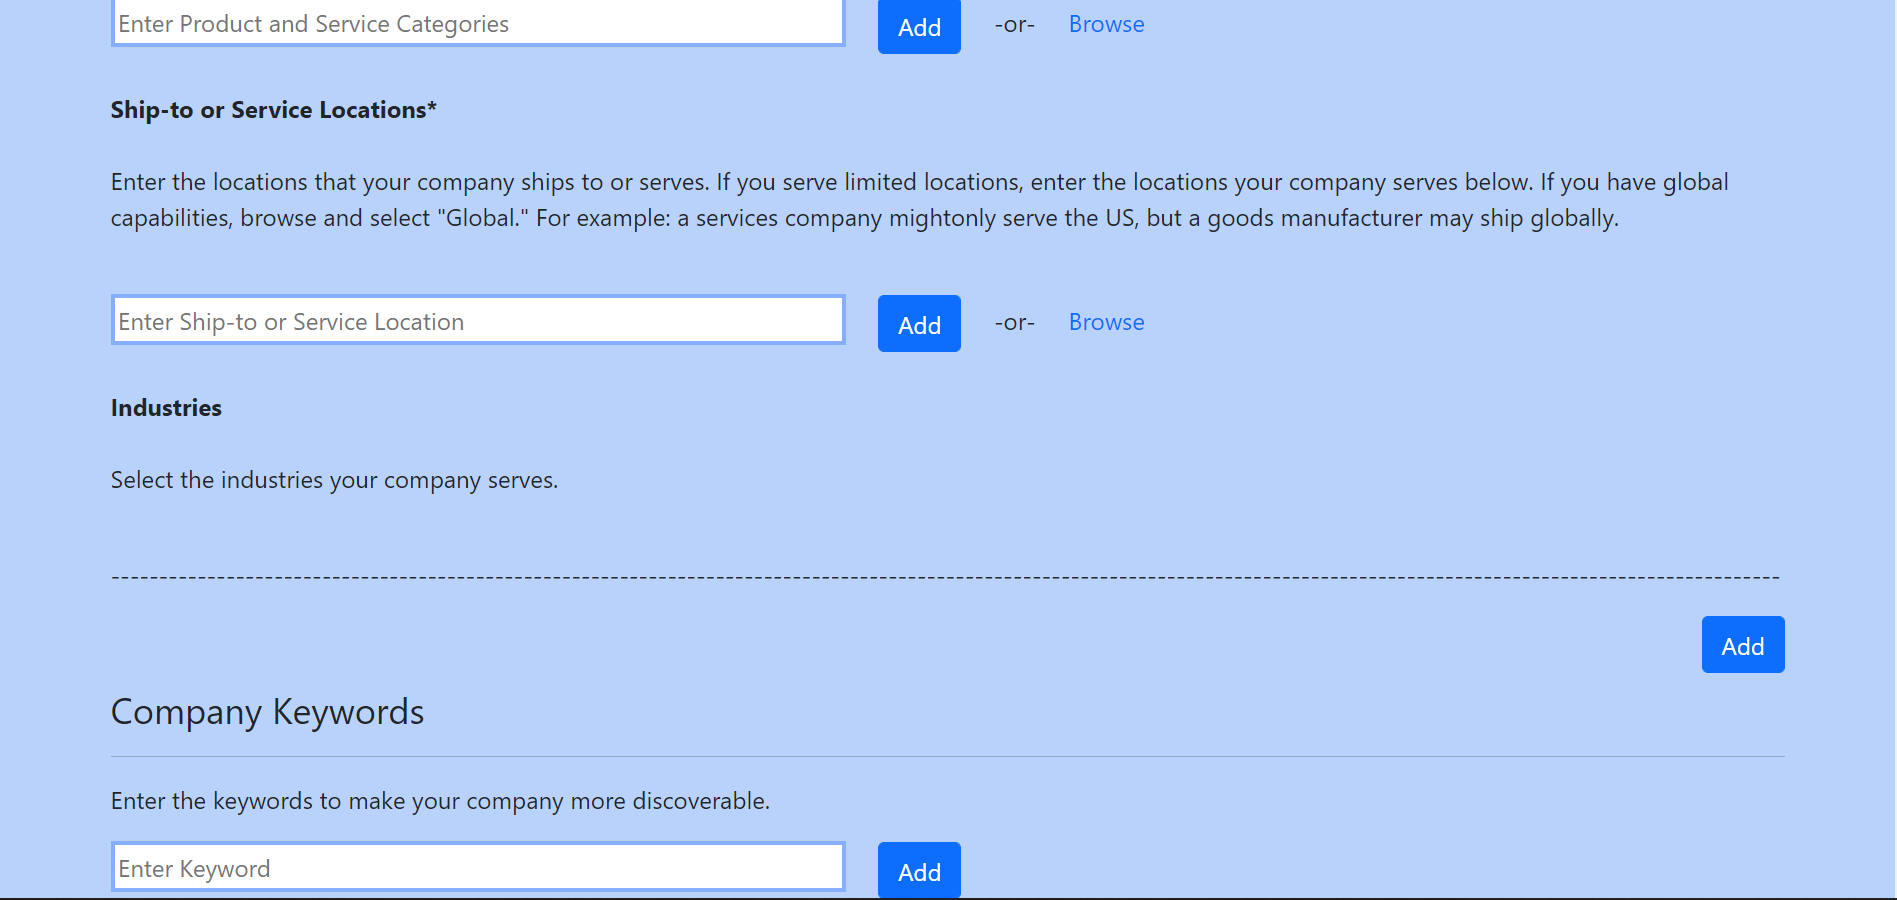 Enter Product and Service Categories Add -or- Browse
Ship-to or Service Locations*
Enter the locations that your company ships to or serves. If you serve limited locations, enter the locations your company serves below. If you have global
capabilities, browse and select "Global." For example: a services company mightonly serve the US, but a goods manufacturer may ship globally.
Enter Ship-to or Service Location Add -or- Browse
Industries
Select the industries your company serves.
------------------------------------------------------------------------------------------------------------------------------------------------------------------------------
Add
Company Keywords
Enter the keywords to make your company more discoverable.
Enter Keyword Add